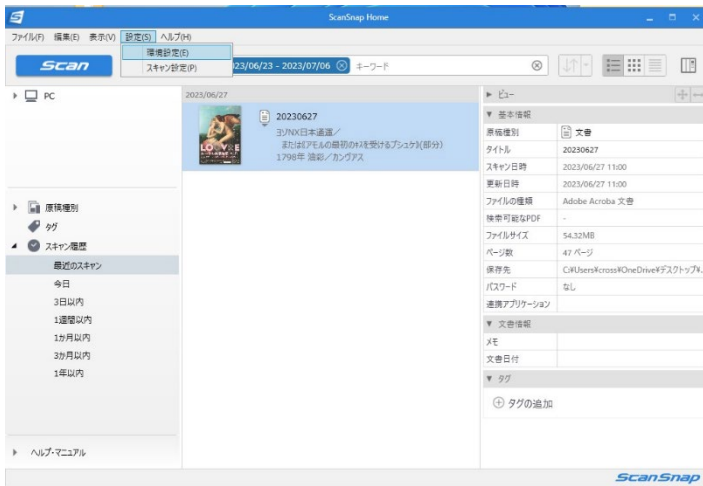 ScanSnap Home
ファイル(F) 編集(E) 表示(V) 設定(S) ヘルプ(H)
環境設定(E)
スキャン設定(P)
Scan
23/06/23 - 2023/07/06 キーワード
PC
原稿種別
タグ
スキャン履歴
最近のスキャン
今日
3日以内
1週間以内
1か月以内
3か月以内
1年以内
ヘルプ・マニュアル
2023/06/27
LOUVRE
20230627
または《アモルの最初のキスを受けるプシュケ》(部分)
1798年 油彩／カンヴァス
ビュー
基本情報
原稿種別 文書
タイトル 20230627
スキャン日時 2023/06/27 11:00
更新日時 2023/06/27 11:00
ファイルの種類 Adobe Acroba 文書
検索可能なPDF -
ファイルサイズ 54.32MB
ページ数 47 ページ
保存先 C:¥Users¥cross¥OneDrive¥デスクトップ¥.
パスワード なし
連携アプリケーション
文書情報
メモ
文書日付
タグ
タグの追加
ScanSnap